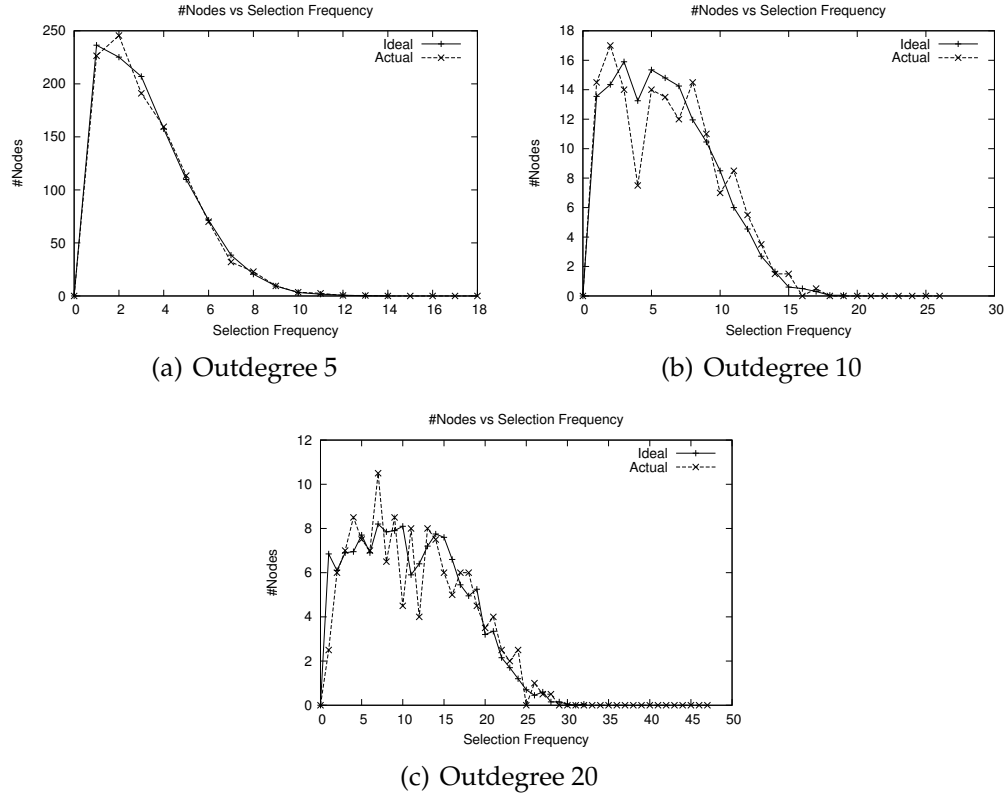 #Nodes vs Selection Frequency
250
200
150
100
50
0
#Nodes
Ideal
Actual
0 2 4 6 8 10 12 14 16 18
Selection Frequency
(a) Outdegree 5
#Nodes vs Selection Frequency
18
16
14
12
10
8
6
4
2
0
#Nodes
Ideal
Actual
0 5 10 15 20 25 30
Selection Frequency
(b) Outdegree 10
#Nodes vs Selection Frequency
12
10
8
6
4
2
0
#Nodes
Ideal
Actual
0 5 10 15 20 25 30 35 40 45 50
Selection Frequency
(c) Outdegree 20